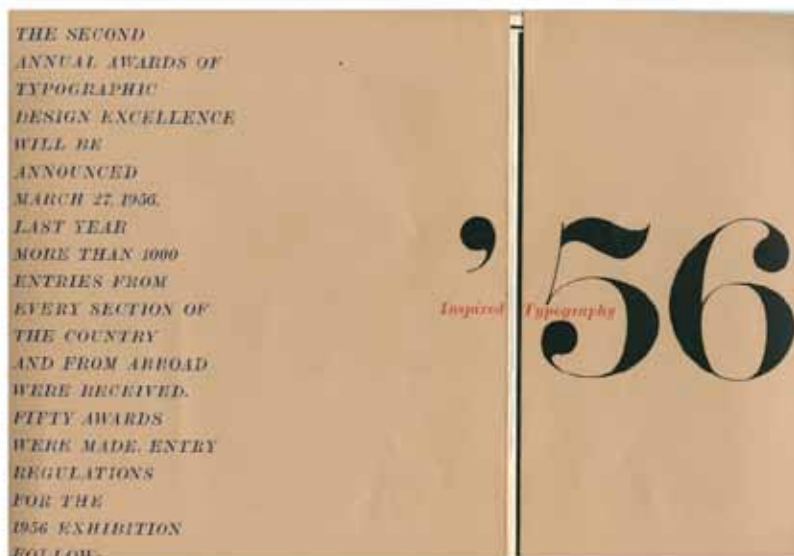 THE SECOND
ANNUAL AWARDS OF
TYPOGRAPHIC
DESIGN EXCELLENCE
WILL BE
ANNOUNCED
MARCH 27, 1956.
LAST YEAR
MORE THAN 1000
ENTRIES FROM
EVERY SECTION OF
THE COUNTRY
AND FROM ABROAD
WERE RECEIVED.
FIFTY AWARDS
WERE MADE. ENTRY
REGULATIONS
FOR THE
1956 EXHIBITION
FOLLOW:
’56
Inspired Typography